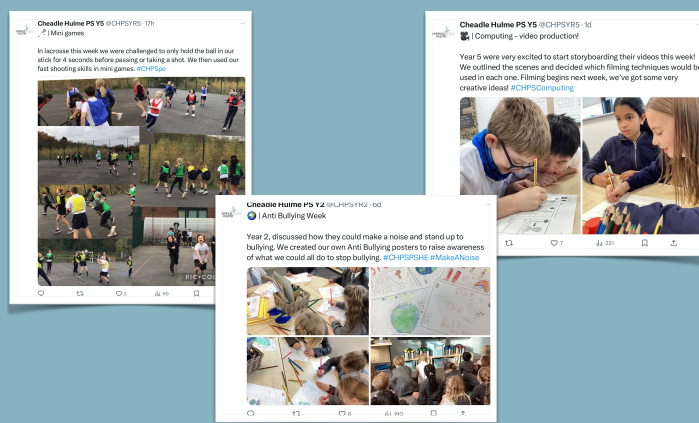 Cheadle Hulme PS Y5 @CHPSYR5 · 17h
| Mini games
In lacrosse this week we were challenged to only hold the ball in our
stick for 4 seconds before passing or taking a shot. We then used our
fast shooting skills in mini games. #CHPSpe
PIC•COL
2
60
Cheadle Hulme PS Y5 @CHPSYR5 · 1d
| Computing - video production!
Year 5 were very excited to start storyboarding their videos this week!
We outlined the scenes and decided which filming techniques would be
used in each one. Filming begins next week, we've got some very
creative ideas! #CHPSComputing
7
221
Cheadle Hulme PS Y2 @CHPSYR2 · 6d
| Anti Bullying Week
Year 2, discussed how they could make a noise and stand up to
bullying. We created our own Anti Bullying posters to raise awareness
of what we could all do to stop bullying. #CHPSPSHE #MakeANoise
6
190